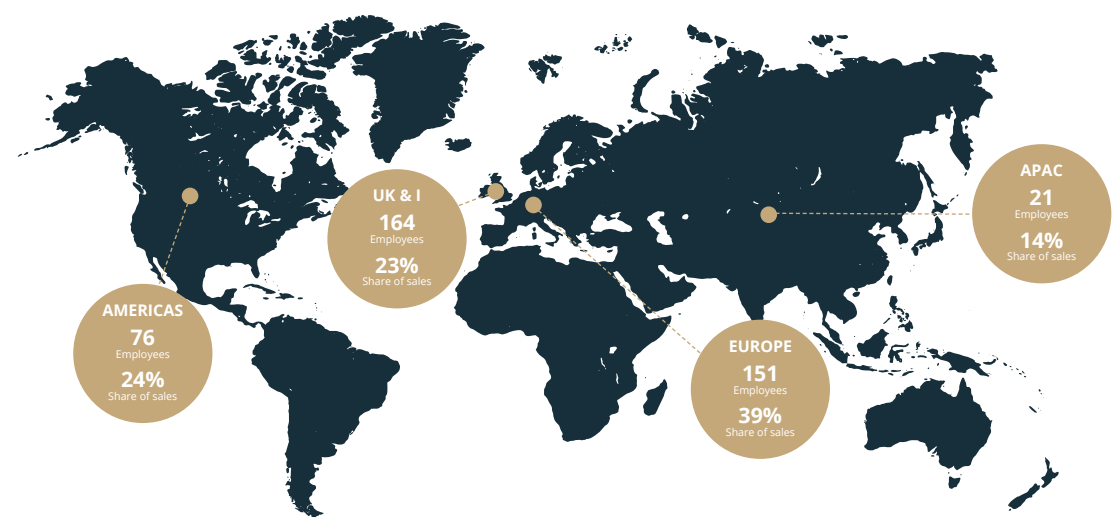 UK & I
164
Employees
23%
Share of sales
APAC
21
Employees
14%
Share of sales
AMERICAS
76
Employees
24%
Share of sales
EUROPE
151
Employees
39%
Share of sales